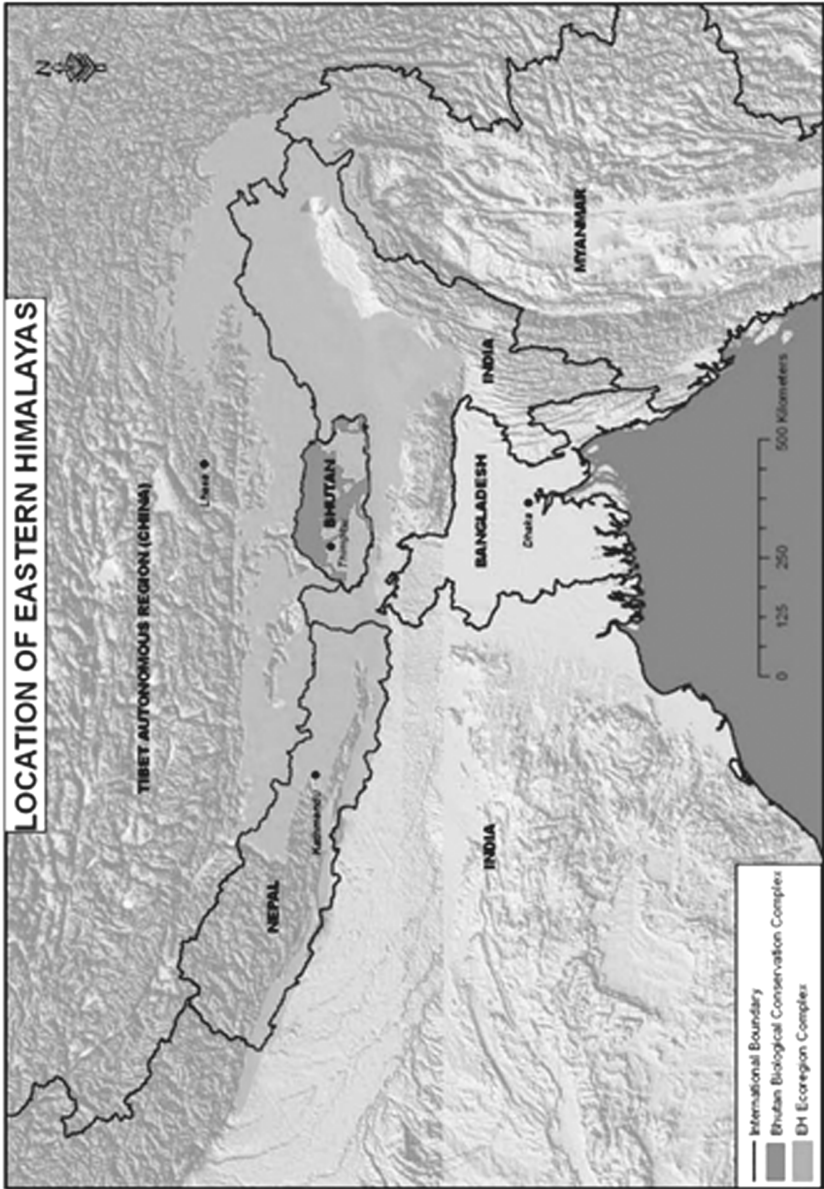 LOCATION OF EASTERN HIMALAYAS
N
TIBET AUTONOMOUS REGION (CHINA)
Lhasa
NEPAL
Kathmandu
BHUTAN
Thimphu
INDIA
BANGLADESH
Dhaka
INDIA
MYANMAR
International Boundary
Bhutan Biological Conservation Complex
EH Ecoregion Complex
0 125 250 500 Kilometers